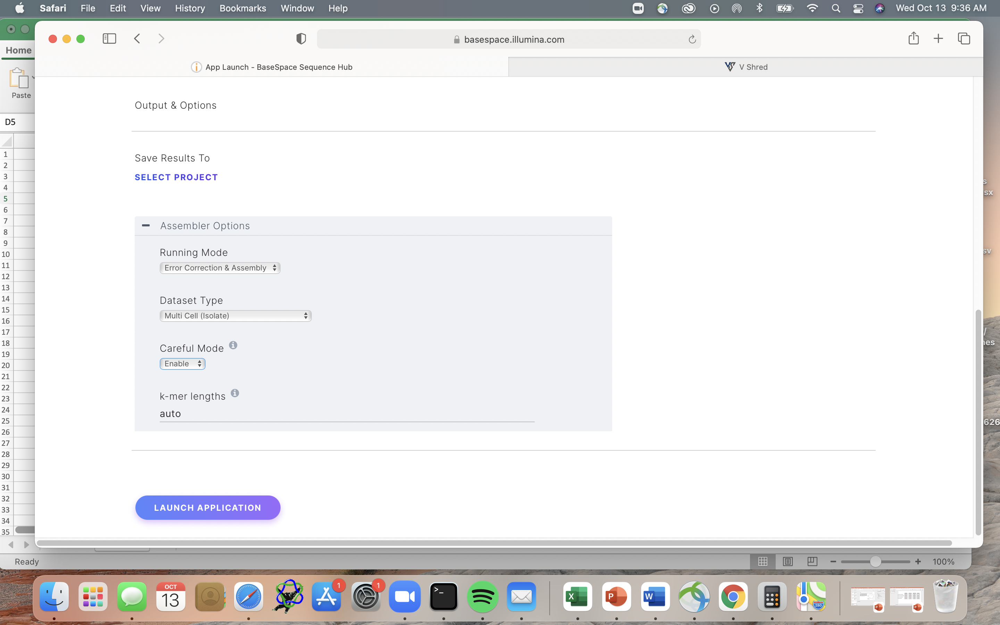 Safari File Edit View History Bookmarks Window Help Wed Oct 13 9:36 AM
basespace.illumina.com
Home
App Launch - BaseSpace Sequence Hub
V Shred
Paste
D5
Output & Options
Save Results To
SELECT PROJECT
Assembler Options
Running Mode
Error Correction & Assembly
Dataset Type
Multi Cell (Isolate)
Careful Mode
Enable
k-mer lengths
auto
LAUNCH APPLICATION
1
2
3
4
5
6
7
8
9
10
11
12
13
14
15
16
17
18
19
20
21
22
23
24
25
26
27
28
29
30
31
32
33
34
35
s
sx
sv
/
nes
626
Ready
100%
OCT
13
1
1
>_
X
P
W
280
P
P